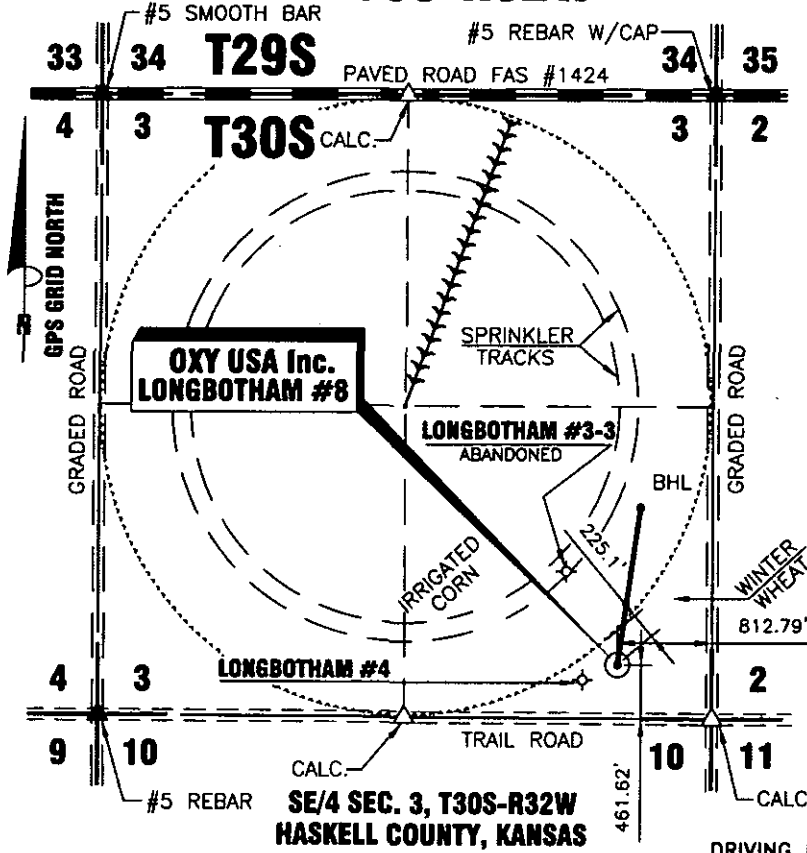 #5 SMOOTH BAR
#5 REBAR W/CAP
33 34 T29S 34 35
PAVED ROAD FAS #1424
4 3 T30S CALC. 3 2
GPS GRID NORTH
SPRINKLER
TRACKS
OXY USA Inc.
LONGBOTHAM #8
GRADED ROAD
GRADED ROAD
LONGBOTHAM #3-3
ABANDONED
BHL
225.1'
IRRIGATED
CORN
WINTER
WHEAT
812.79'
LONGBOTHAM #4
4 3 2
9 10 TRAIL ROAD 10 11
CALC.
461.62'
CALC
#5 REBAR
SE/4 SEC. 3, T30S-R32W
HASKELL COUNTY, KANSAS
DRIVING